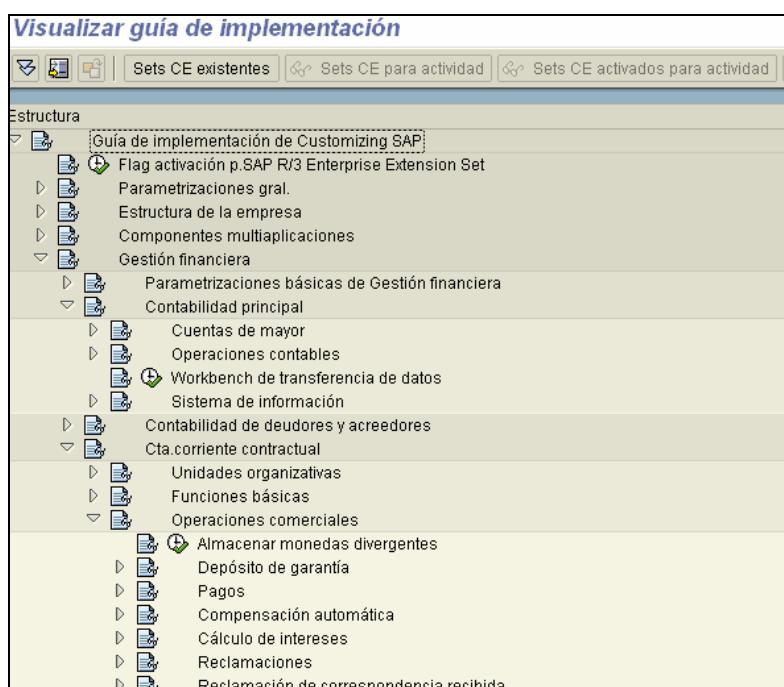 Visualizar guía de implementación
Sets CE existentes Sets CE para actividad Sets CE activados para actividad
Estructura
Guía de implementación de Customizing SAP
Flag activación p.SAP R/3 Enterprise Extension Set
Parametrizaciones gral.
Estructura de la empresa
Componentes multiaplicaciones
Gestión financiera
Parametrizaciones básicas de Gestión financiera
Contabilidad principal
Cuentas de mayor
Operaciones contables
Workbench de transferencia de datos
Sistema de información
Contabilidad de deudores y acreedores
Cta.corriente contractual
Unidades organizativas
Funciones básicas
Operaciones comerciales
Almacenar monedas divergentes
Depósito de garantía
Pagos
Compensación automática
Cálculo de intereses
Reclamaciones
Reclamación de correspondencia recibida